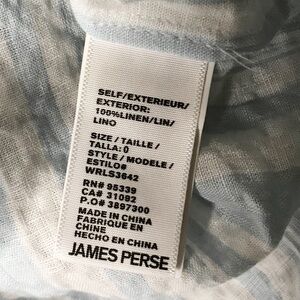 SELF/EXTERIEUR/
EXTERIOR:
100%LINEN/LIN/
LINO
SIZE / TAILLE /
TALLA: 0
STYLE / MODELE /
ESTILO#
WRLS3642
RN# 95339
CA# 31092
P.O# 3897300
MADE IN CHINA
FABRIQUE EN
CHINE
HECHO EN CHINA
JAMES PERSE